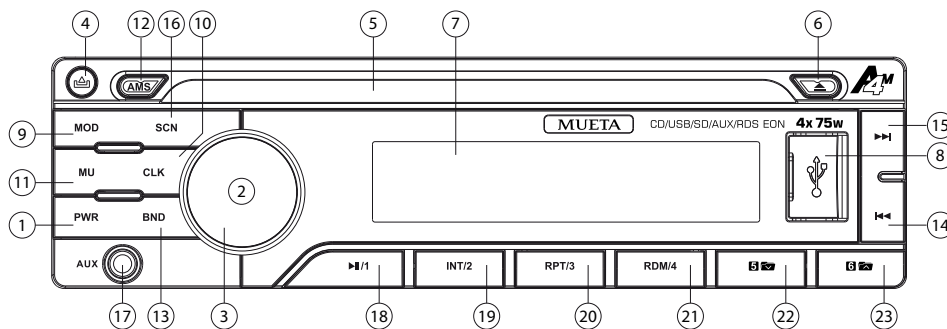 4 12 16 10 5 7 6
AMS
A4M
9 MOD SCN MUETA CD/USB/SD/AUX/RDS EON 4x 75W 15
11 MU CLK 2 8
1 PWR BND 14
AUX ▶II/1 INT/2 RPT/3 RDM/4 5 6
17 13 3 18 19 20 21 22 23